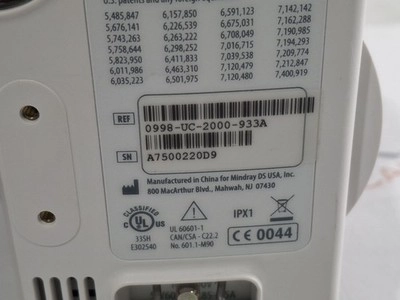 U.S. patents and any foreign equi
5,485,847 6,157,850 6,591,123 7,142,142
5,676,141 6,226,539 6,675,031 7,162,288
5,743,263 6,263,222 6,708,049 7,190,985
5,758,644 6,298,252 7,016,715 7,194,293
5,823,950 6,411,833 7,039,538 7,209,774
6,011,986 6,463,310 7,120,479 7,212,847
6,035,223 6,501,975 7,120,480 7,400,919
REF
0998-UC-2000-933A
SN
A7500220D9
Manufactured in China for Mindray DS USA, Inc.
800 MacArthur Blvd., Mahwah, NJ 07430
CLASSIFIED
C UL US
335H
E302540
UL 60601-1
CAN/CSA - C22.2
No. 601.1-M90
IPX1
CE 0044